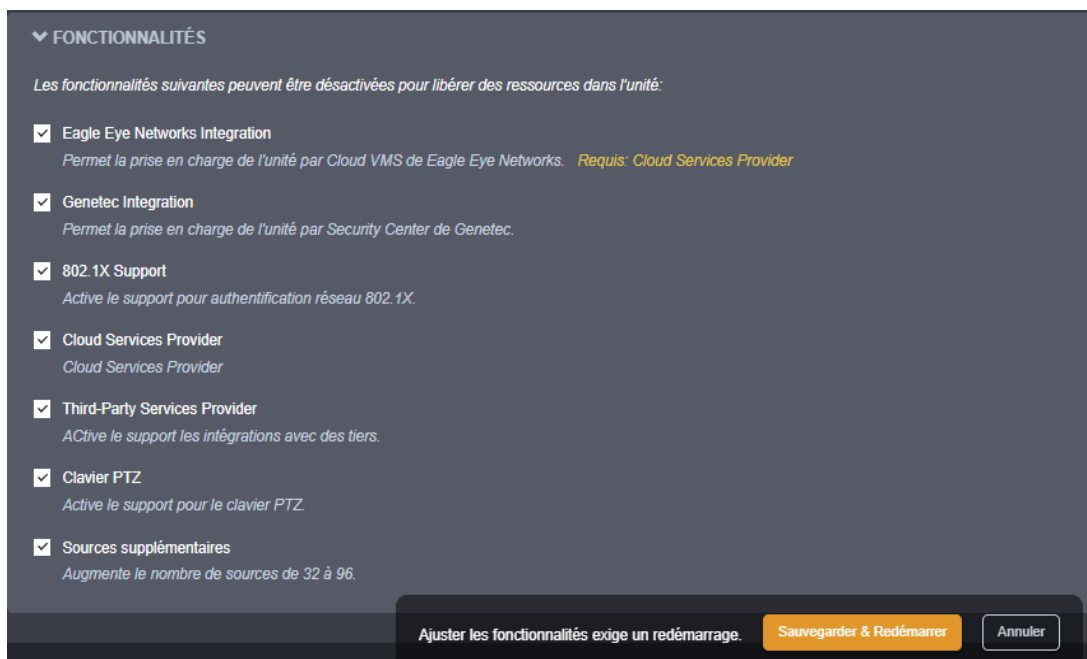 FONCTIONNALITÉS
Les fonctionnalités suivantes peuvent être désactivées pour libérer des ressources dans l'unité:
Eagle Eye Networks Integration
Permet la prise en charge de l'unité par Cloud VMS de Eagle Eye Networks. Requis: Cloud Services Provider
Genetec Integration
Permet la prise en charge de l'unité par Security Center de Genetec.
802.1X Support
Active le support pour authentification réseau 802.1X.
Cloud Services Provider
Cloud Services Provider
Third-Party Services Provider
ACtive le support les intégrations avec des tiers.
Clavier PTZ
Active le support pour le clavier PTZ.
Sources supplémentaires
Augmente le nombre de sources de 32 à 96.
Ajuster les fonctionnalités exige un redémarrage. Sauvegarder & Redémarrer Annuler